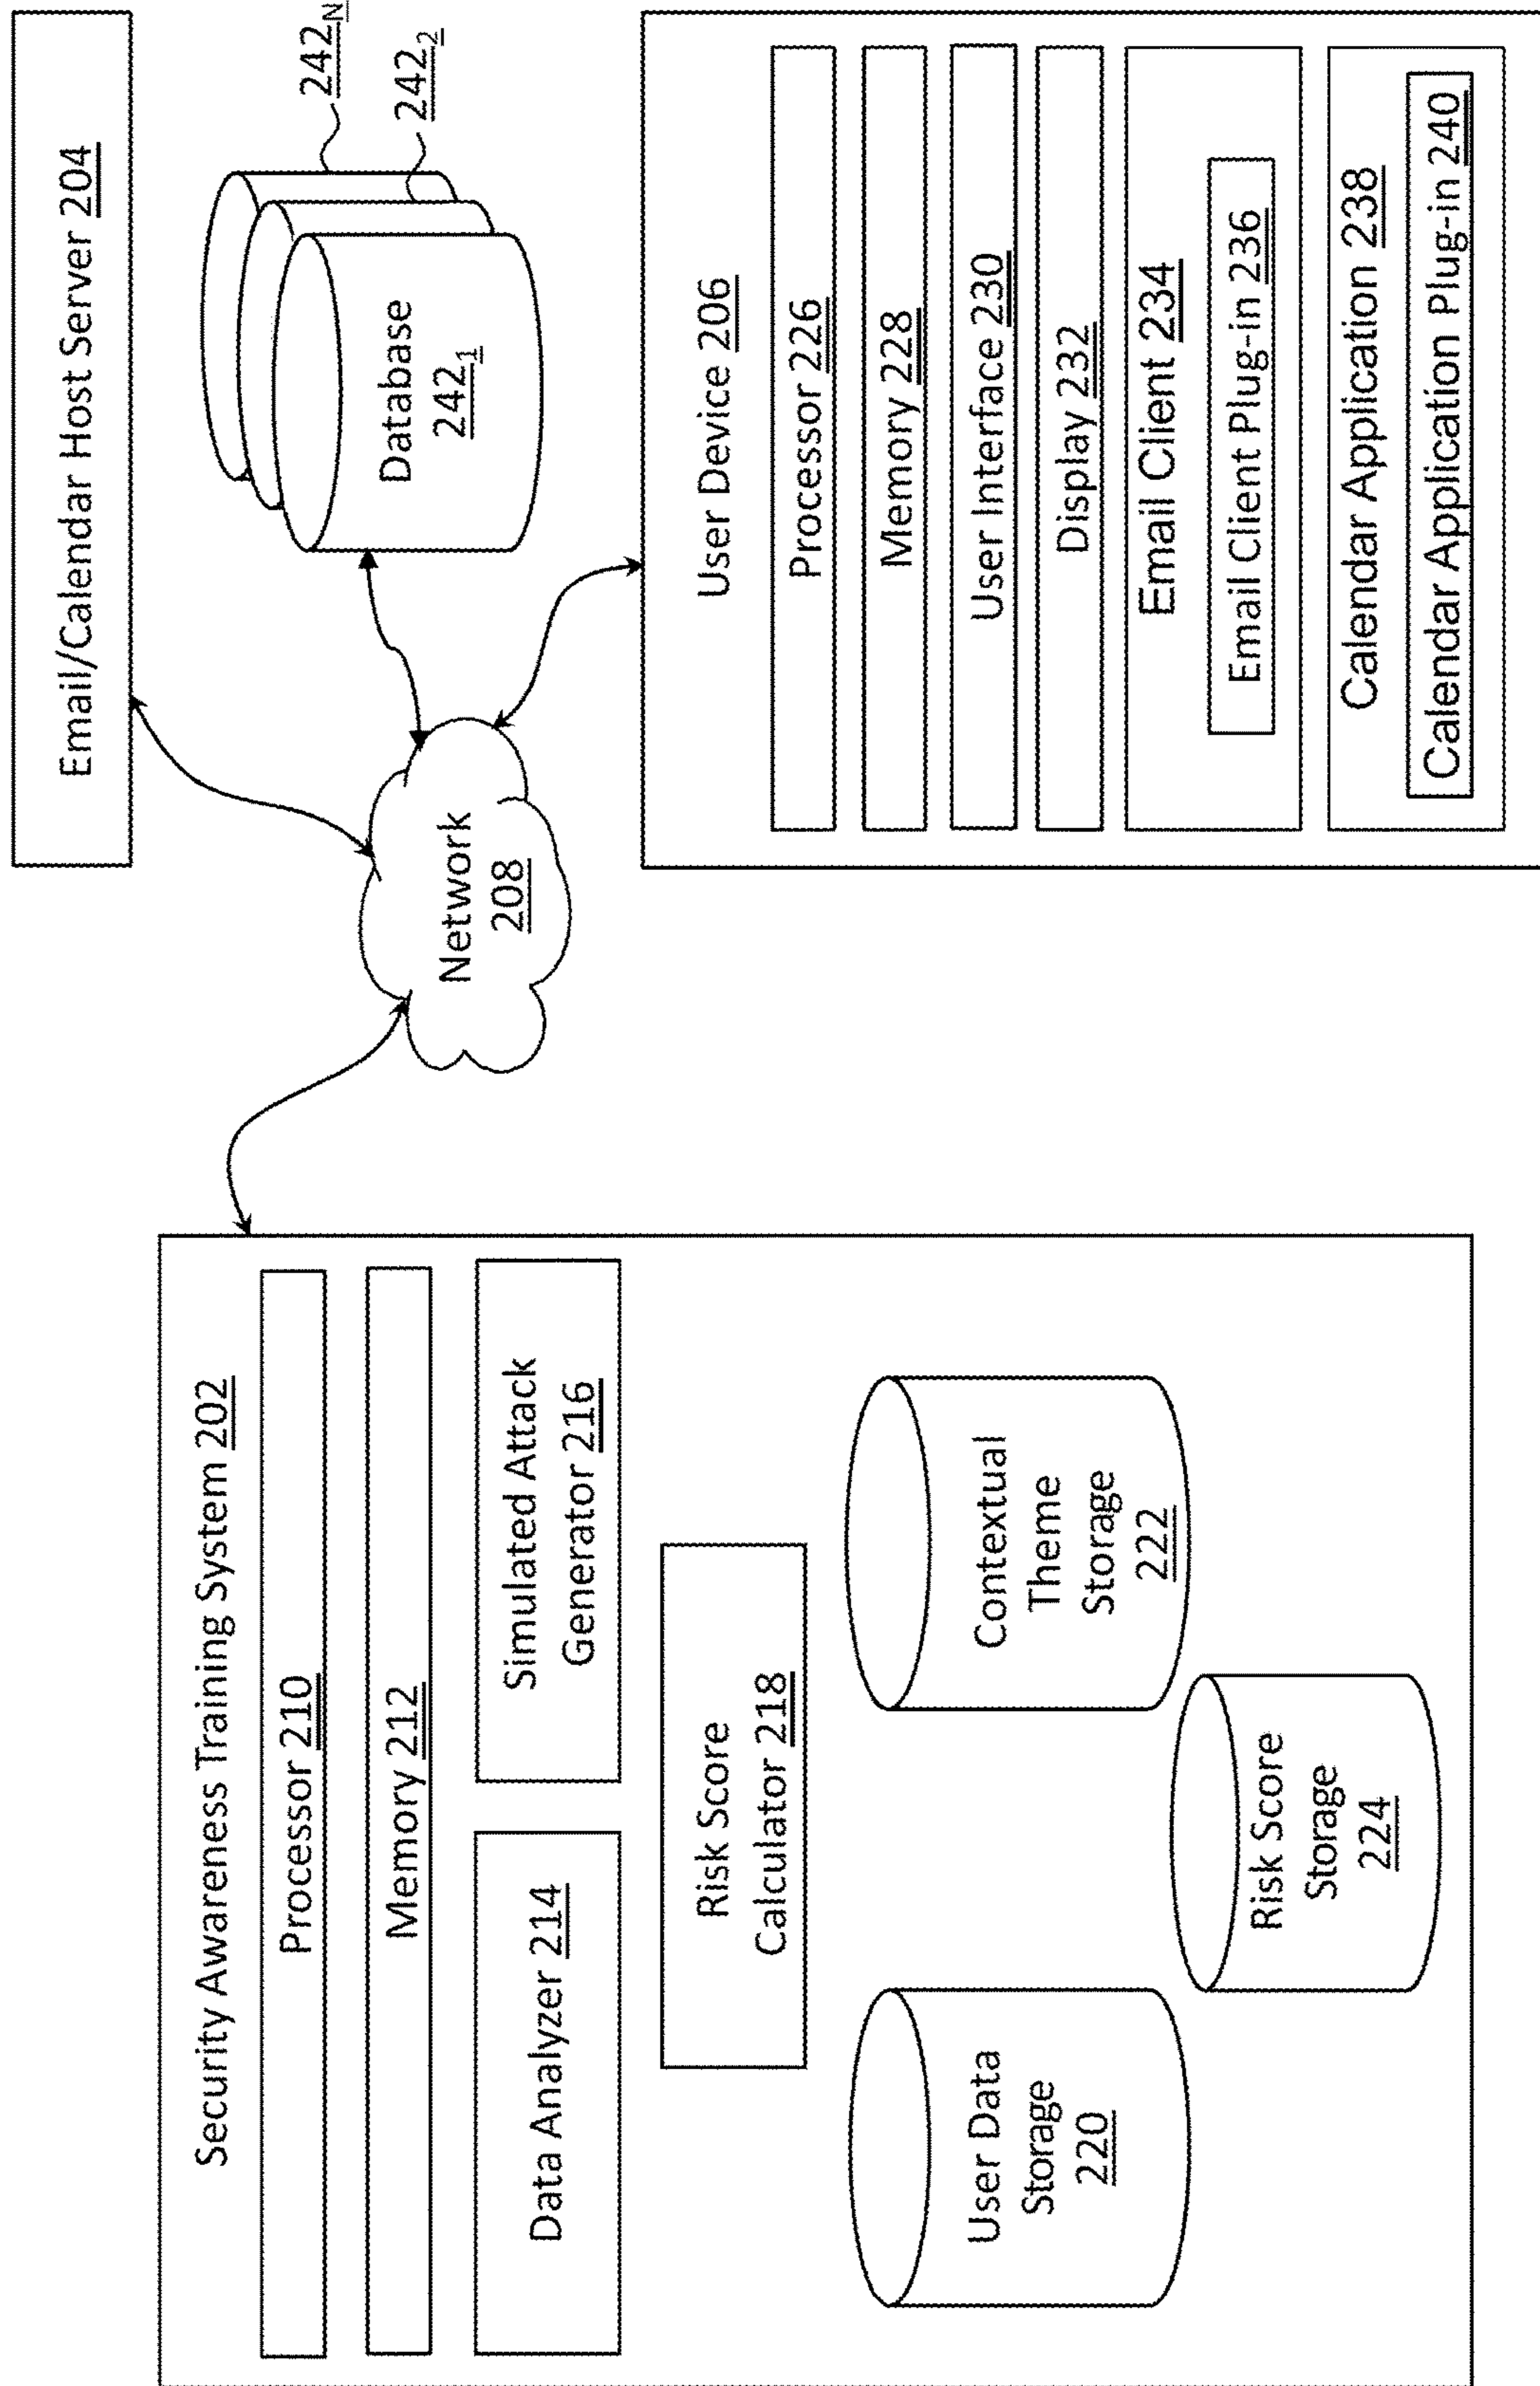 Security Awareness Training System 202
Processor 210
Memory 212
Data Analyzer 214
Simulated Attack
Generator 216
Risk Score
Calculator 218
User Data
Storage
220
Contextual
Theme
Storage
222
Risk Score
Storage
224
Network
208
Email/Calendar Host Server 204
Database
242₁
242₂
242_N
User Device 206
Processor 226
Memory 228
User Interface 230
Display 232
Email Client 234
Email Client Plug-in 236
Calendar Application 238
Calendar Application Plug-in 240